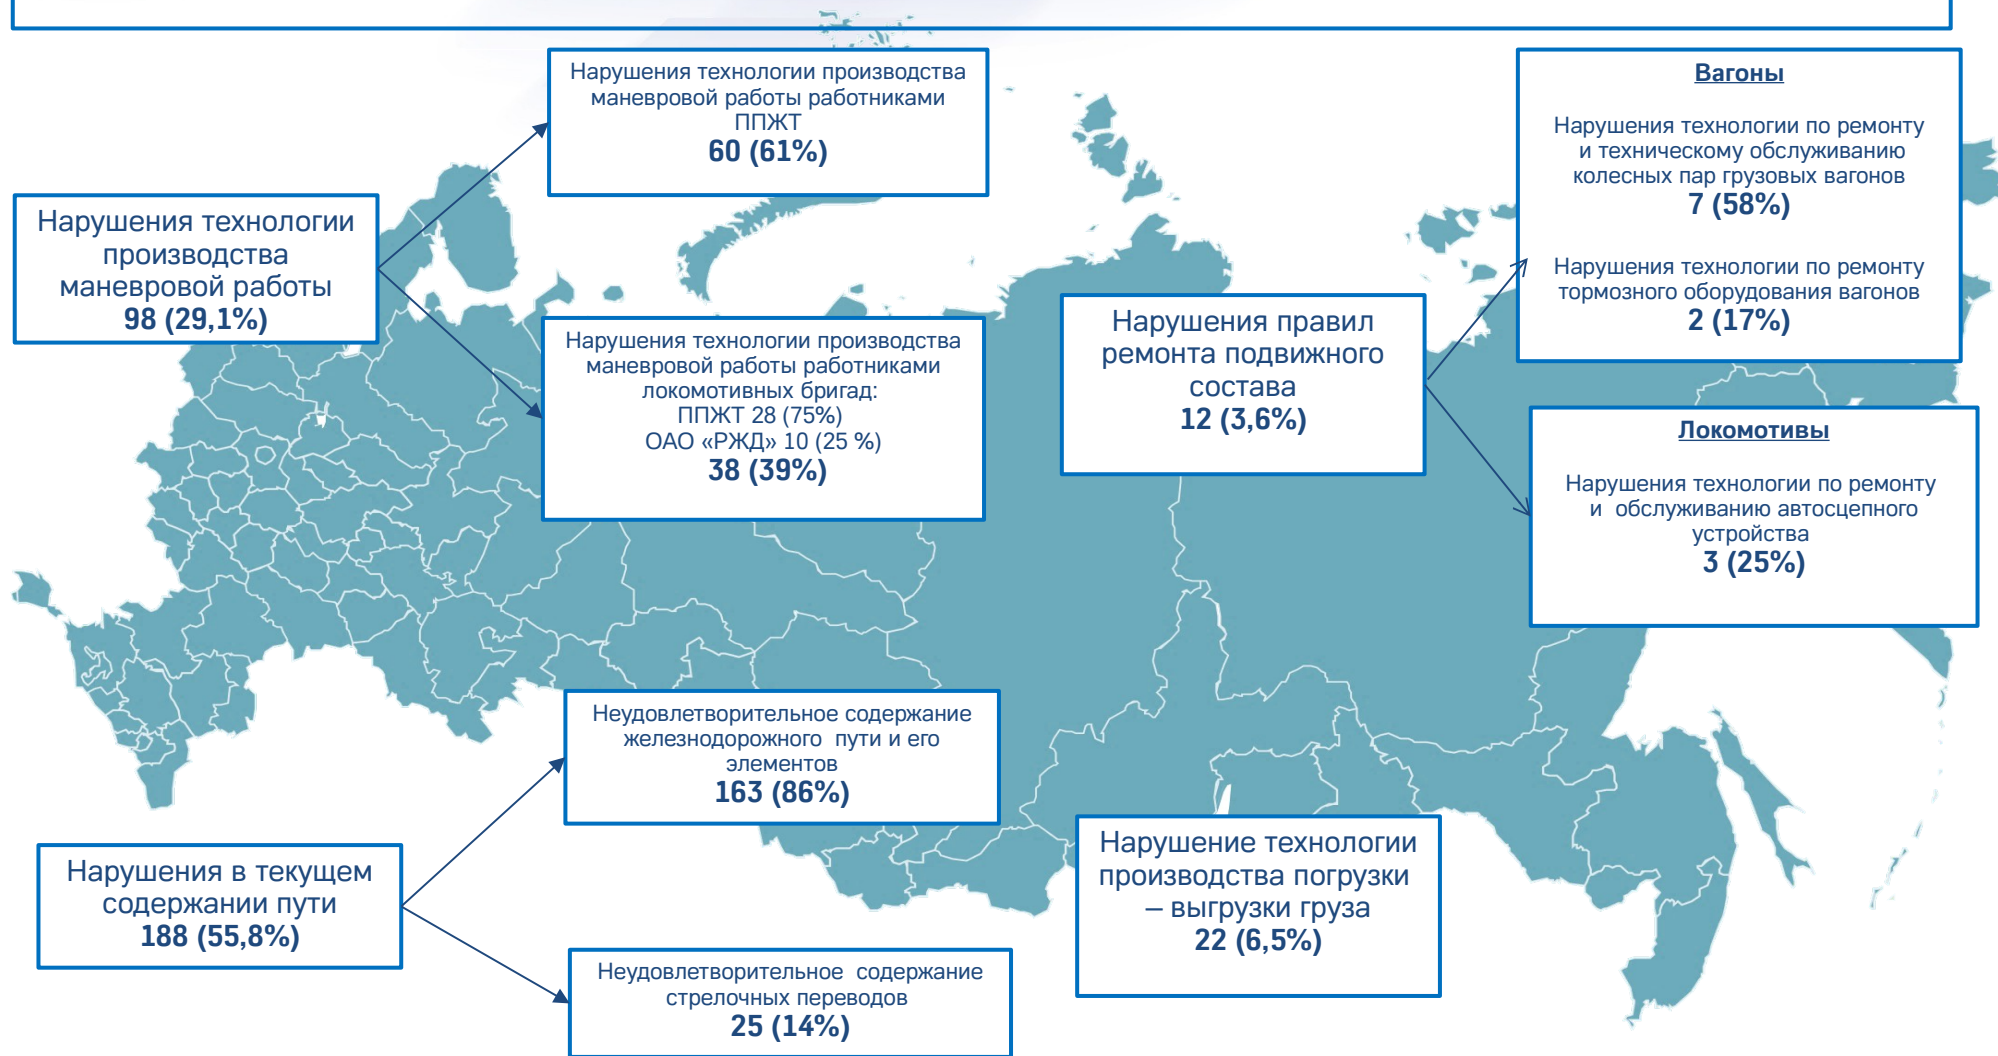 Нарушения технологии
производства
маневровой работы
98 (29,1%)
Нарушения технологии производства
маневровой работы работниками
ППЖТ
60 (61%)
Нарушения технологии производства
маневровой работы работниками
локомотивных бригад:
ППЖТ 28 (75%)
ОАО «РЖД» 10 (25 %)
38 (39%)
Нарушения правил
ремонта подвижного
состава
12 (3,6%)
Вагоны
Нарушения технологии по ремонту
и техническому обслуживанию
колесных пар грузовых вагонов
7 (58%)
Нарушения технологии по ремонту
тормозного оборудования вагонов
2 (17%)
Локомотивы
Нарушения технологии по ремонту
и обслуживанию автосцепного
устройства
3 (25%)
Нарушения в текущем
содержании пути
188 (55,8%)
Неудовлетворительное содержание
железнодорожного пути и его
элементов
163 (86%)
Неудовлетворительное содержание
стрелочных переводов
25 (14%)
Нарушение технологии
производства погрузки
– выгрузки груза
22 (6,5%)